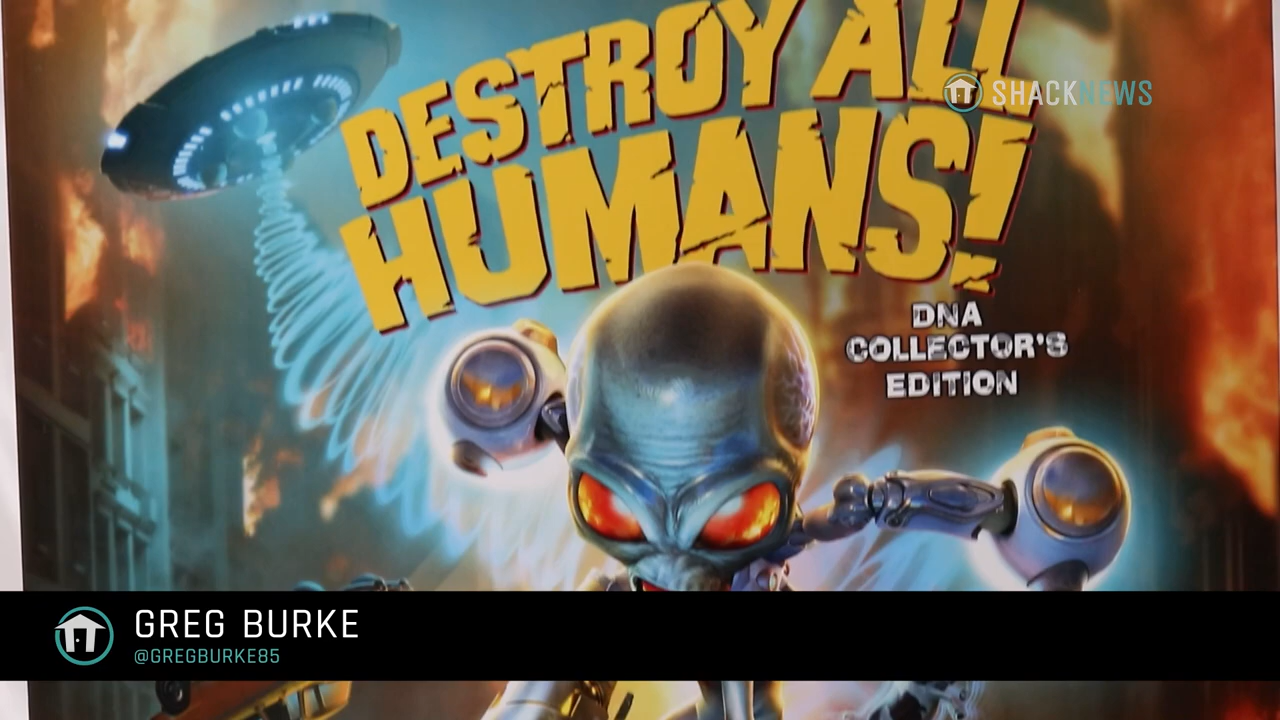 DESTROY ALL
HUMANS!
SHACKNEWS
DNA
COLLECTOR'S
EDITION
GREG BURKE
@GREGBURKE85